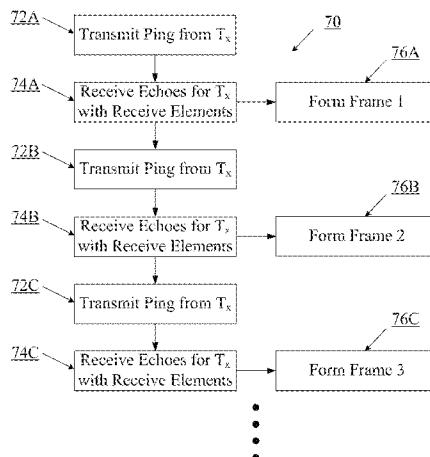 72A
Transmit Ping from Tx
70
76A
74A
Receive Echoes for Tx
with Receive Elements
Form Frame 1
72B
Transmit Ping from Tx
76B
74B
Receive Echoes for Tx
with Receive Elements
Form Frame 2
72C
Transmit Ping from Tx
76C
74C
Receive Echoes for Tx
with Receive Elements
Form Frame 3